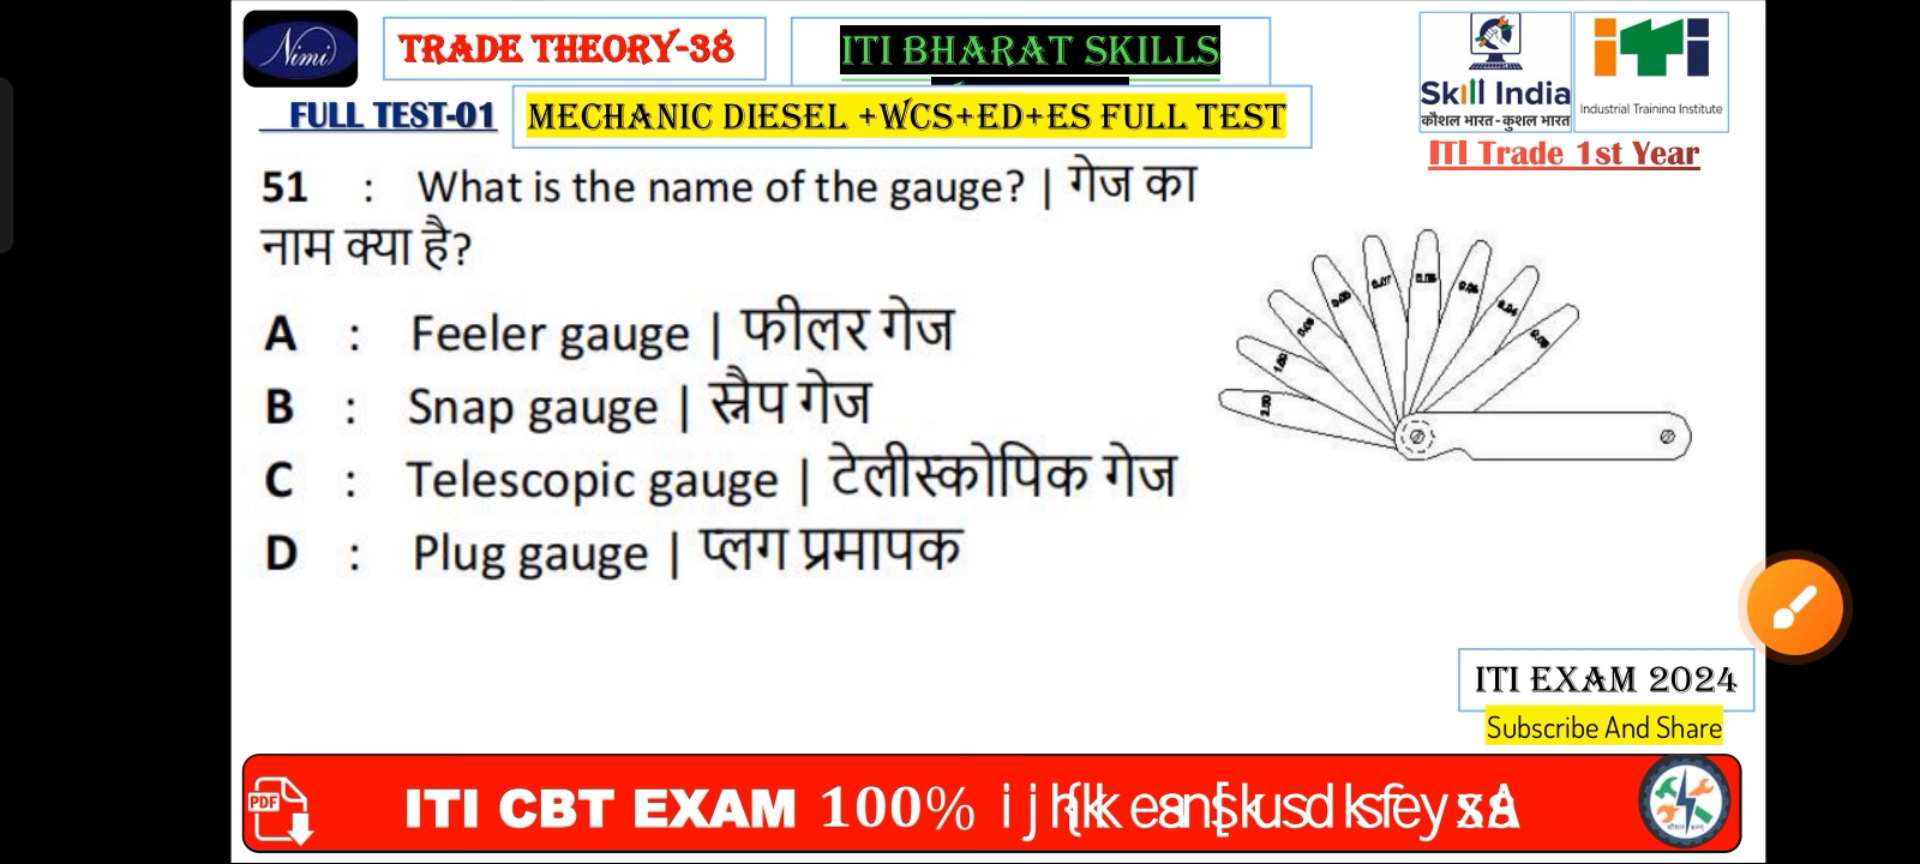 Nimi
TRADE THEORY-38
ITI BHARAT SKILLS
Skill India
कौशल भारत-कुशल भारत
iTi
Industrial Training Institute
FULL TEST-01
MECHANIC DIESEL +WCS+ED+ES FULL TEST
ITI Trade 1st Year
51 : What is the name of the gauge? | गेज का
नाम क्या है?
A : Feeler gauge | फीलर गेज
B : Snap gauge | स्नैप गेज
C : Telescopic gauge | टेलीस्कोपिक गेज
D : Plug gauge | प्लग प्रमापक
ITI EXAM 2024
Subscribe And Share
PDF
ITI CBT EXAM 100%